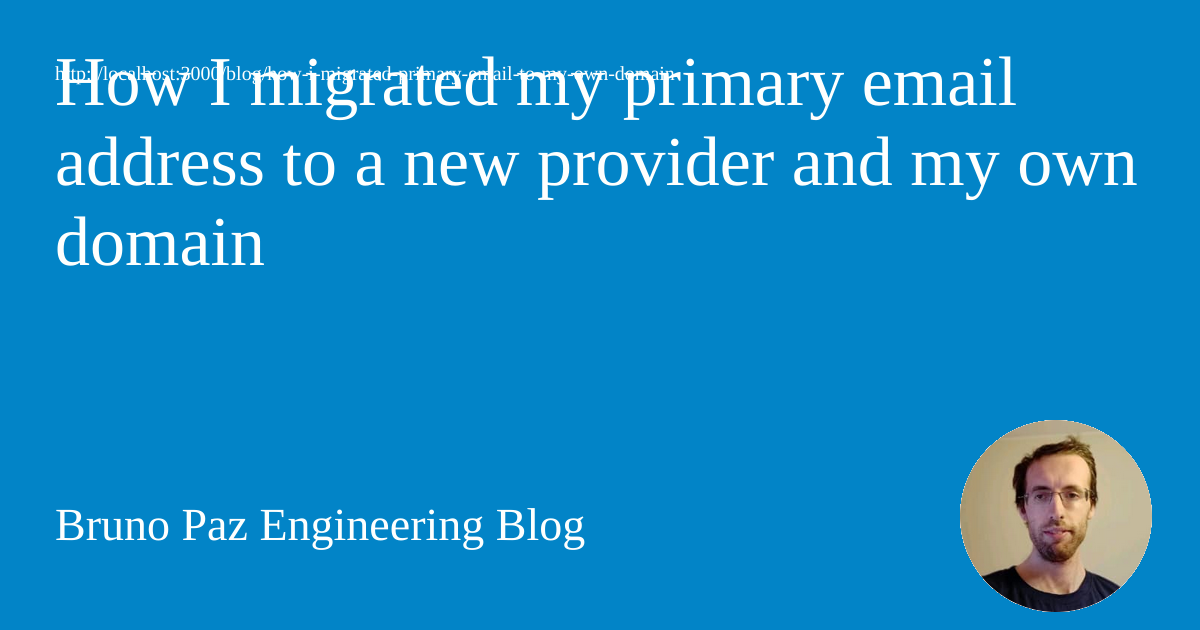 http://localhost:3000/blog/how-i-migrated-primary-email-to-my-own-domain
How I migrated my primary email
address to a new provider and my own
domain
Bruno Paz Engineering Blog